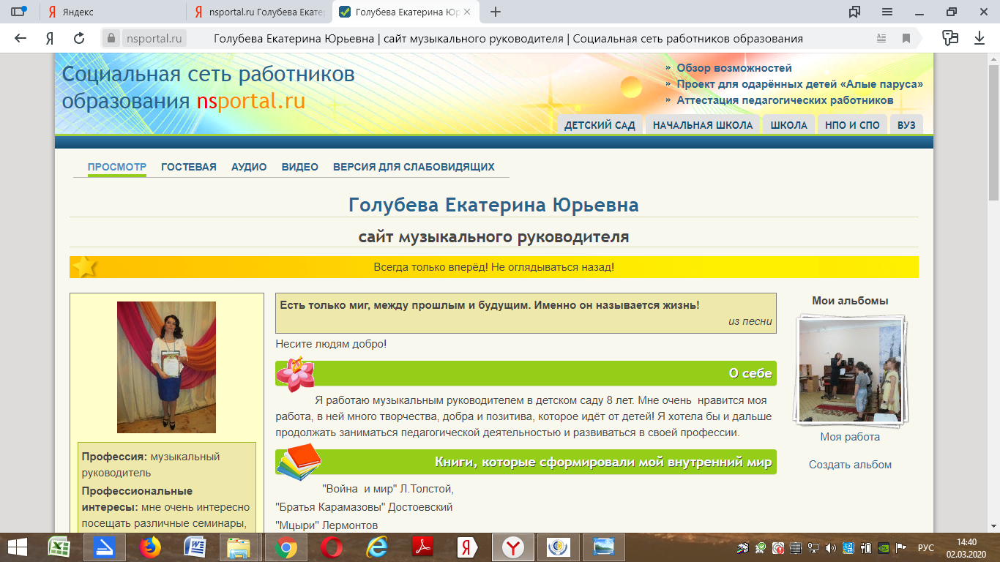 Яндекс
nsportal.ru Голубева Екатер
Голубева Екатерина Юр
nsportal.ru
Голубева Екатерина Юрьевна | сайт музыкального руководителя | Социальная сеть работников образования
Социальная сеть работников
образования nsportal.ru
» Обзор возможностей
» Проект для одарённых детей «Алые паруса»
» Аттестация педагогических работников
ДЕТСКИЙ САД НАЧАЛЬНАЯ ШКОЛА ШКОЛА НПО И СПО ВУЗ
ПРОСМОТР ГОСТЕВАЯ АУДИО ВИДЕО ВЕРСИЯ ДЛЯ СЛАБОВИДЯЩИХ
Голубева Екатерина Юрьевна
сайт музыкального руководителя
Всегда только вперёд! Не оглядываться назад!
Профессия: музыкальный
руководитель
Профессиональные
интересы: мне очень интересно
посещать различные семинары,
Есть только миг, между прошлым и будущим. Именно он называется жизнь!
из песни
Несите людям добро!
О себе
Я работаю музыкальным руководителем в детском саду 8 лет. Мне очень нравится моя
работа, в ней много творчества, добра и позитива, которое идёт от детей! Я хотела бы и дальше
продолжать заниматься педагогической деятельностью и развиваться в своей профессии.
Книги, которые сформировали мой внутренний мир
"Война и мир" Л.Толстой,
"Братья Карамазовы" Достоевский
"Мцыри" Лермонтов
Мои альбомы
Моя работа
Создать альбом
РУС
14:40
02.03.2020